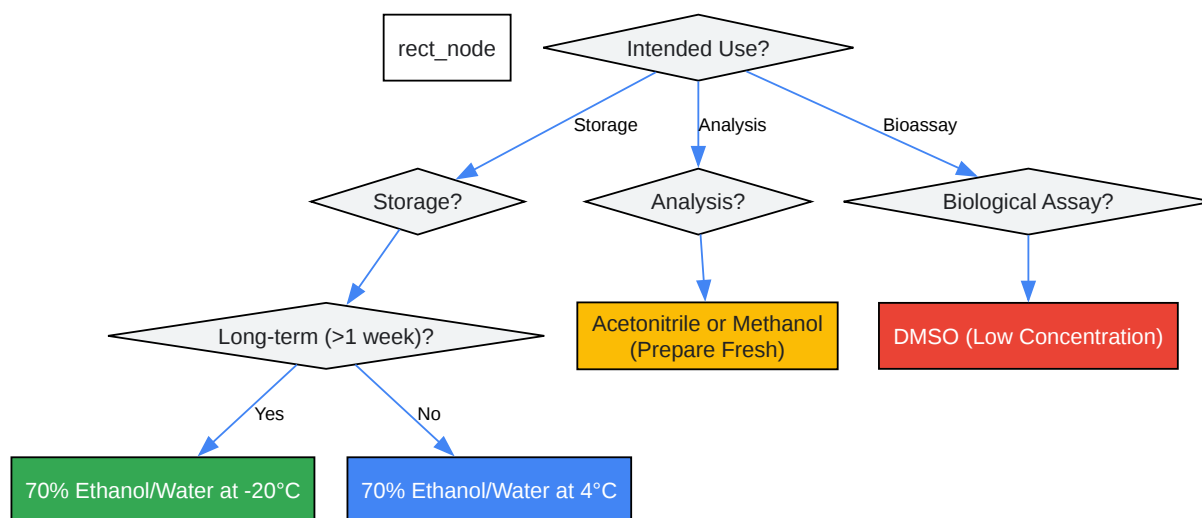 rect_node
Intended Use?
Storage
Analysis
Bioassay
Storage?
Analysis?
Biological Assay?
Long-term (>1 week)?
Acetonitrile or Methanol
(Prepare Fresh)
DMSO (Low Concentration)
Yes
No
70% Ethanol/Water at -20°C
70% Ethanol/Water at 4°C